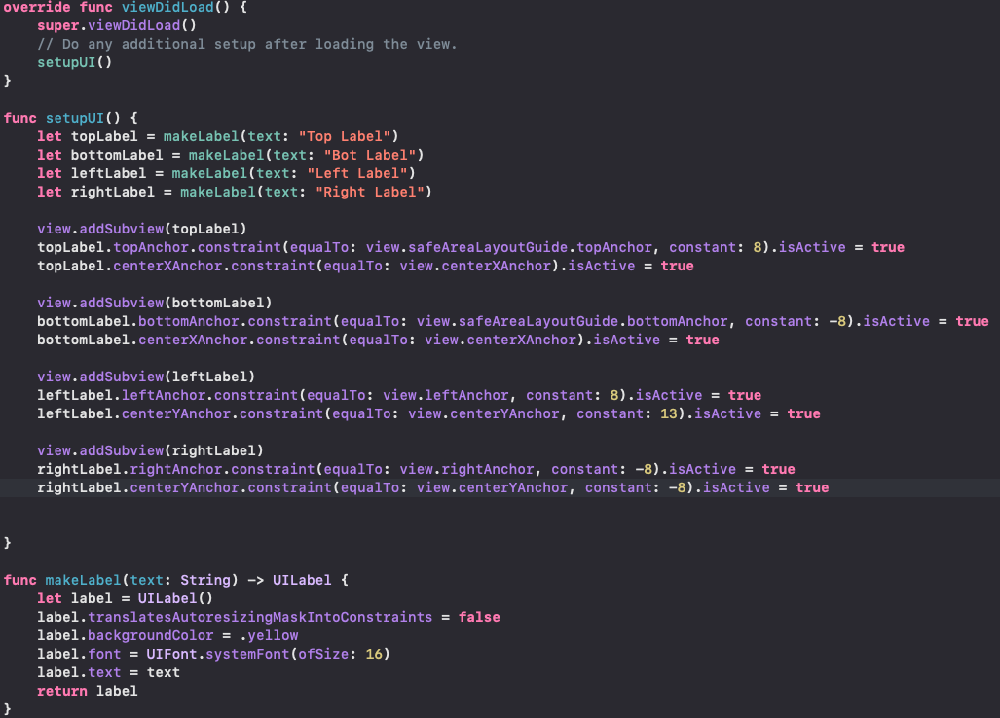 override func viewDidLoad() {
    super.viewDidLoad()
    // Do any additional setup after loading the view.
    setupUI()
}

func setupUI() {
    let topLabel = makeLabel(text: "Top Label")
    let bottomLabel = makeLabel(text: "Bot Label")
    let leftLabel = makeLabel(text: "Left Label")
    let rightLabel = makeLabel(text: "Right Label")

    view.addSubview(topLabel)
    topLabel.topAnchor.constraint(equalTo: view.safeAreaLayoutGuide.topAnchor, constant: 8).isActive = true
    topLabel.centerXAnchor.constraint(equalTo: view.centerXAnchor).isActive = true

    view.addSubview(bottomLabel)
    bottomLabel.bottomAnchor.constraint(equalTo: view.safeAreaLayoutGuide.bottomAnchor, constant: -8).isActive = true
    bottomLabel.centerXAnchor.constraint(equalTo: view.centerXAnchor).isActive = true

    view.addSubview(leftLabel)
    leftLabel.leftAnchor.constraint(equalTo: view.leftAnchor, constant: 8).isActive = true
    leftLabel.centerYAnchor.constraint(equalTo: view.centerYAnchor, constant: 13).isActive = true

    view.addSubview(rightLabel)
    rightLabel.rightAnchor.constraint(equalTo: view.rightAnchor, constant: -8).isActive = true
    rightLabel.centerYAnchor.constraint(equalTo: view.centerYAnchor, constant: -8).isActive = true


}

func makeLabel(text: String) -> UILabel {
    let label = UILabel()
    label.translatesAutoresizingMaskIntoConstraints = false
    label.backgroundColor = .yellow
    label.font = UIFont.systemFont(ofSize: 16)
    label.text = text
    return label
}